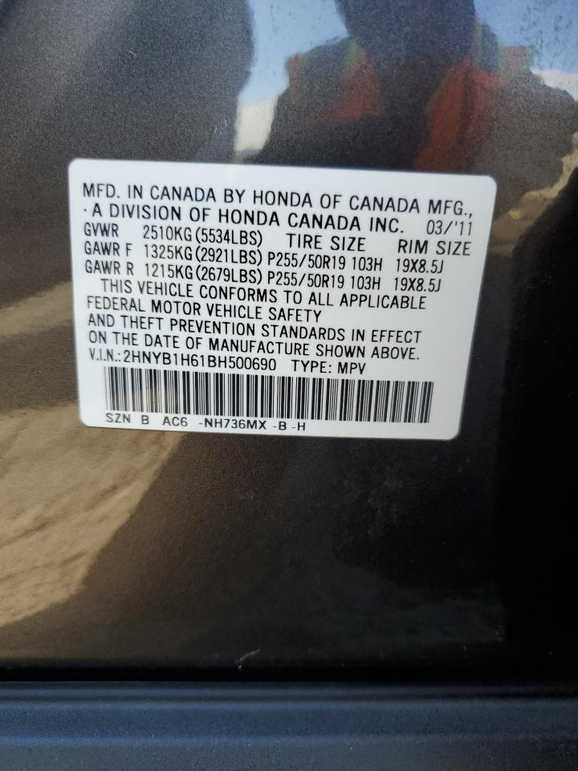 MFD. IN CANADA BY HONDA OF CANADA MFG.,
·A DIVISION OF HONDA CANADA INC. 03/'11
GVWR 2510KG(5534LBS) TIRE SIZE RIM SIZE
GAWR F 1325KG(2921LBS) P255/50R19 103H 19X8.5J
GAWR R 1215KG(2679LBS) P255/50R19 103H 19X8.5J
THIS VEHICLE CONFORMS TO ALL APPLICABLE
FEDERAL MOTOR VEHICLE SAFETY
AND THEFT PREVENTION STANDARDS IN EFFECT
ON THE DATE OF MANUFACTURE SHOWN ABOVE.
V.I.N.:2HNYB1H61BH500690 TYPE: MPV
SZN B AC6 -NH736MX -B -H